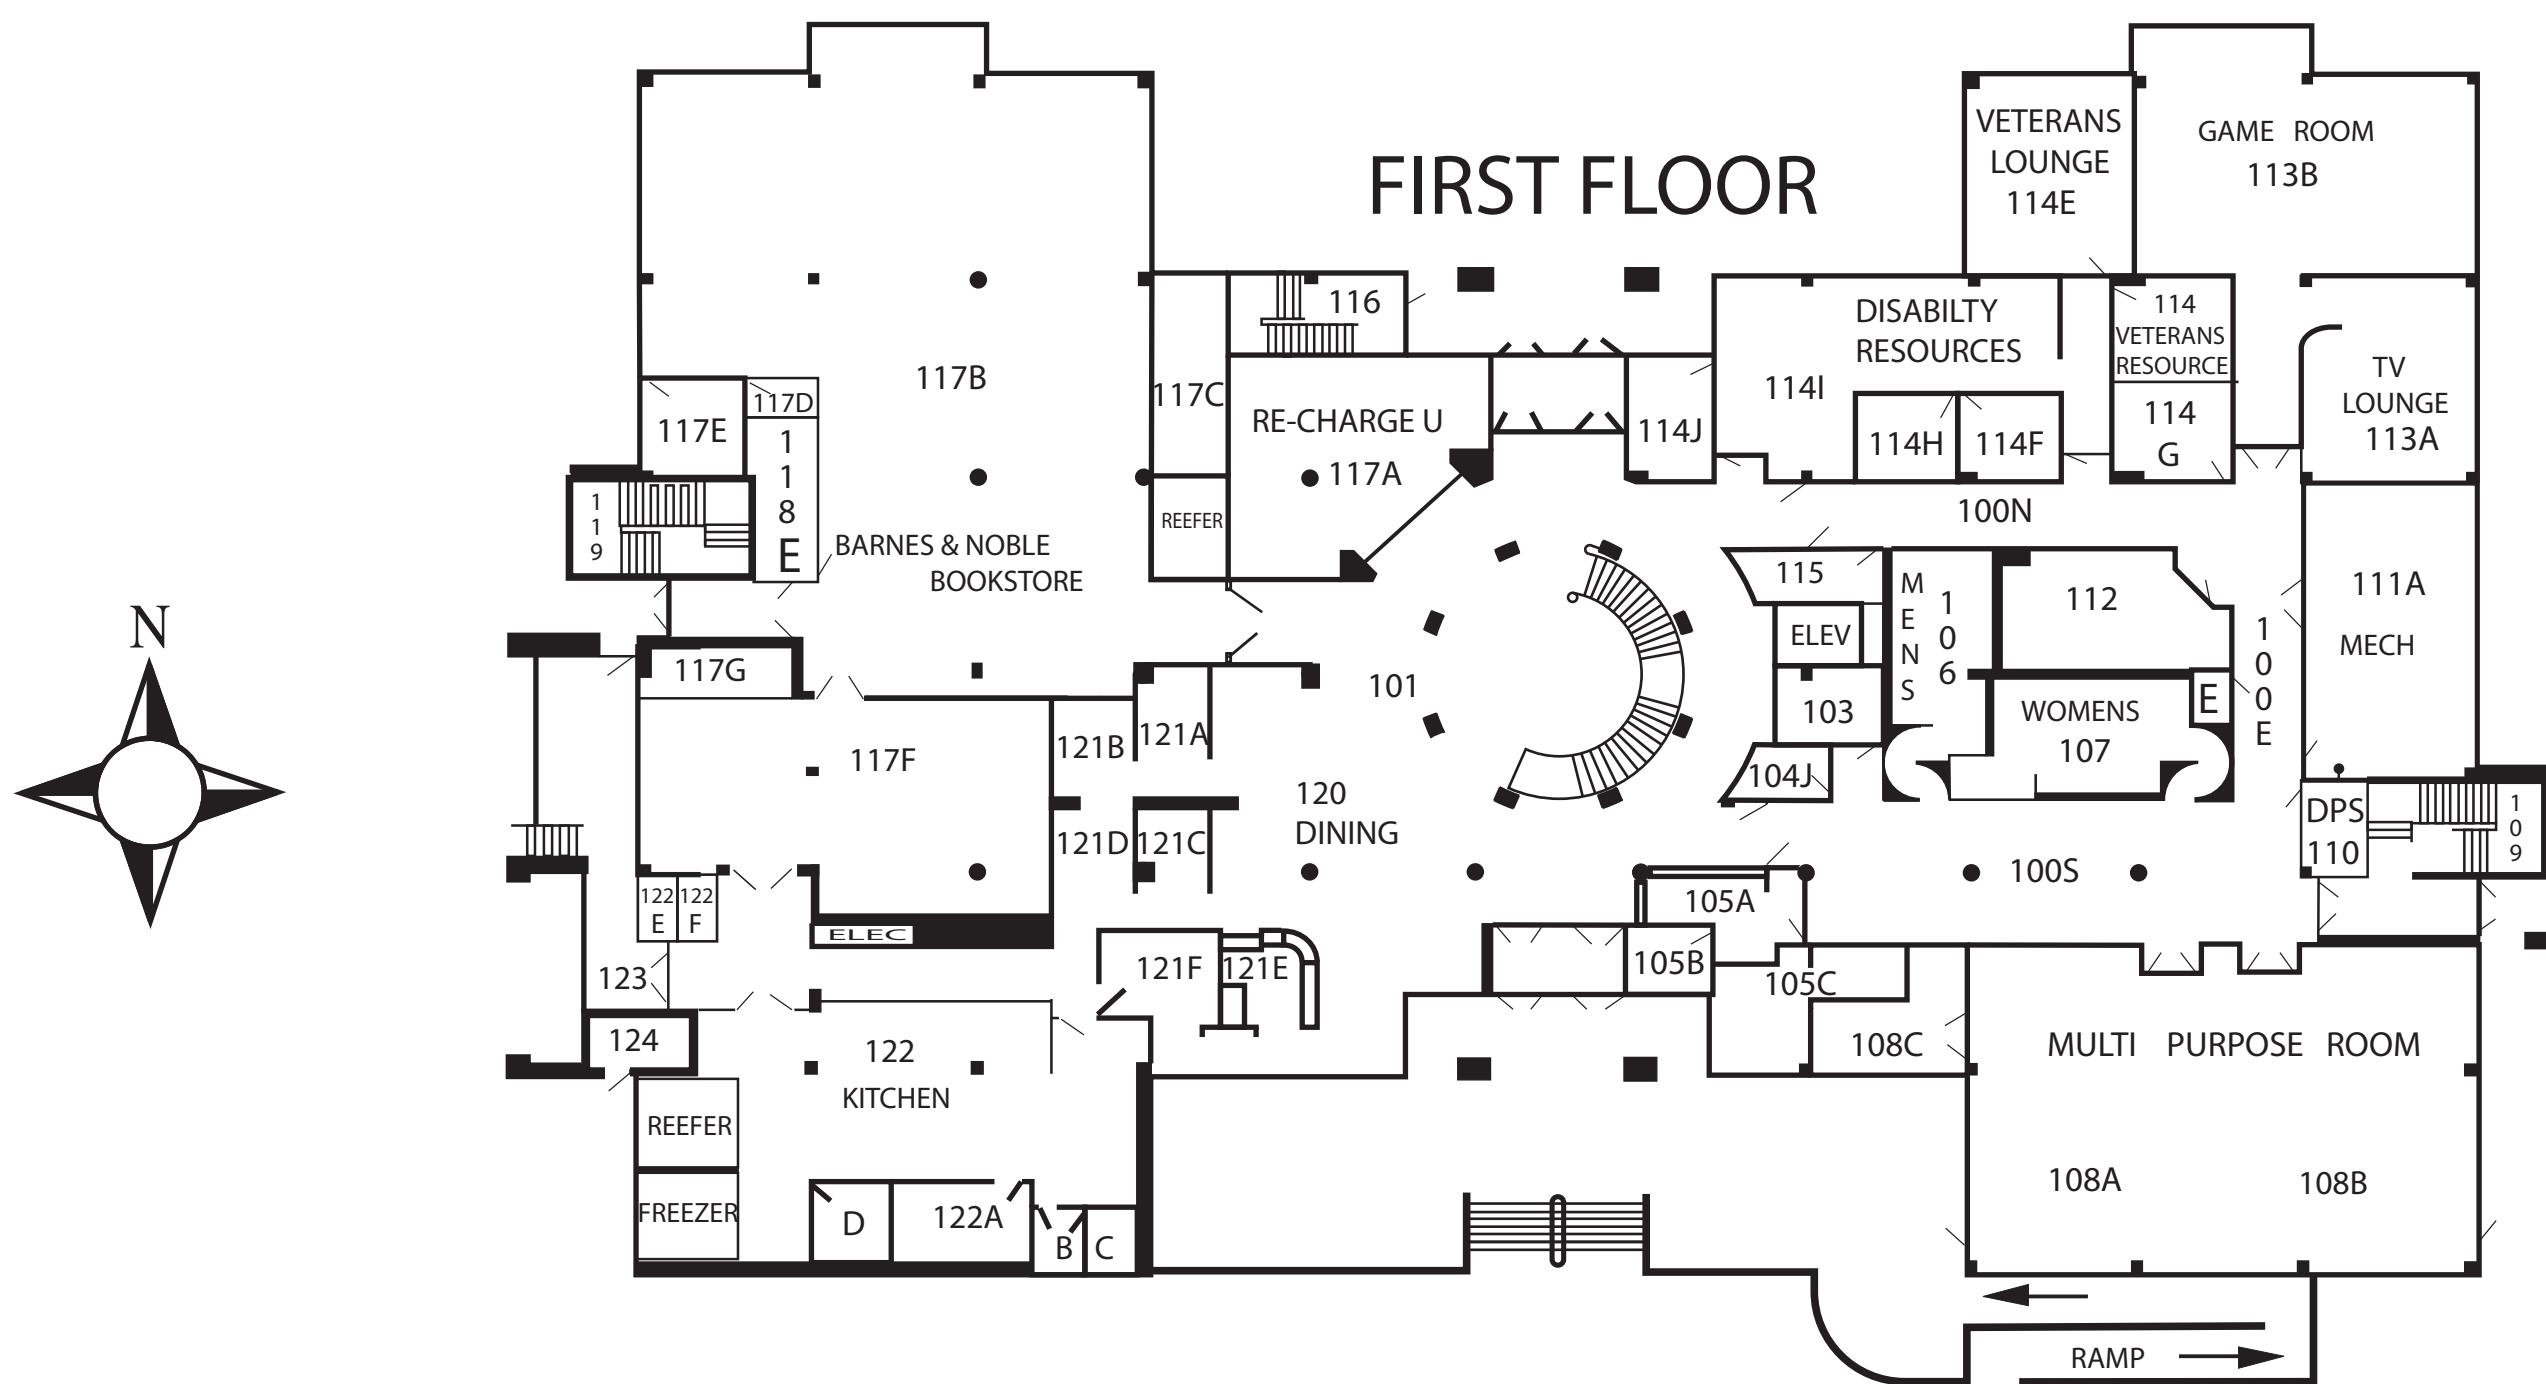 FIRST FLOOR
N
VETERANS
LOUNGE
114E
GAME ROOM
113B
116
DISABILTY
RESOURCES
114
VETERANS
RESOURCE
117B
117C
117D
117E
1
1
8
E
RE-CHARGE U
117A
114J
114I
114H
114F
114
G
TV
LOUNGE
113A
1
1
9
REEFER
100N
BARNES & NOBLE
BOOKSTORE
115
M
E
N
S
1
0
6
112
111A
MECH
ELEV
1
0
0
E
117G
101
103
WOMENS
107
E
117F
121B
121A
104J
120
DINING
121D
121C
DPS
110
1
0
9
100S
122
E
122
F
105A
ELEC
121F
121E
105B
105C
123
124
122
KITCHEN
108C
MULTI PURPOSE ROOM
REEFER
108A
108B
FREEZER
D
122A
B
C
RAMP